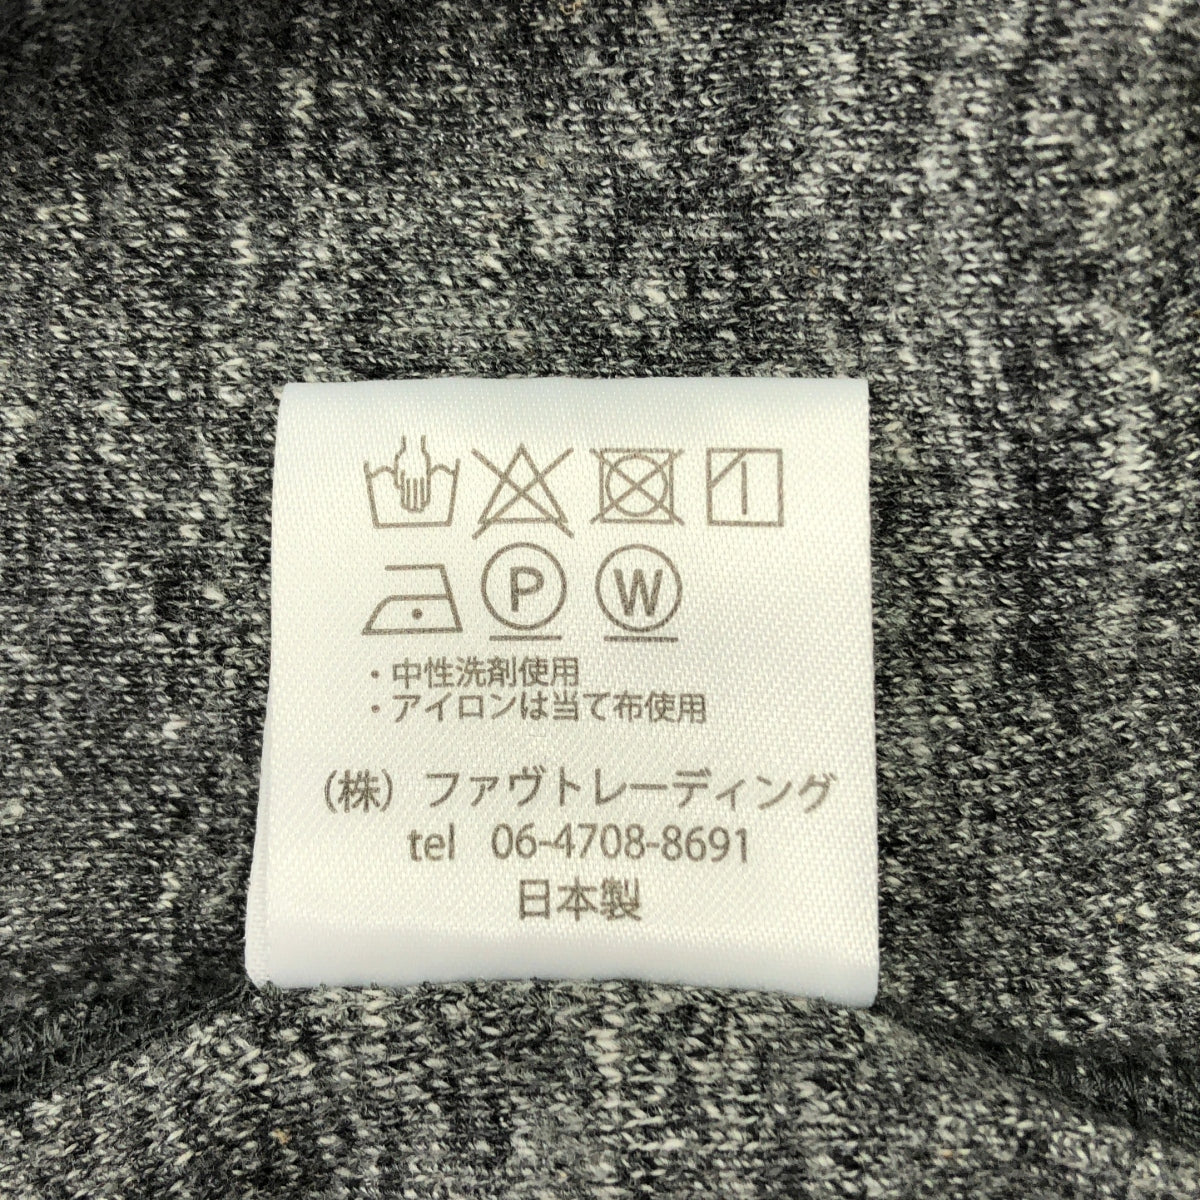 P W
・中性洗剤使用
・アイロンは当て布使用
(株) ファヴトレーディング
tel 06-4708-8691
日本製